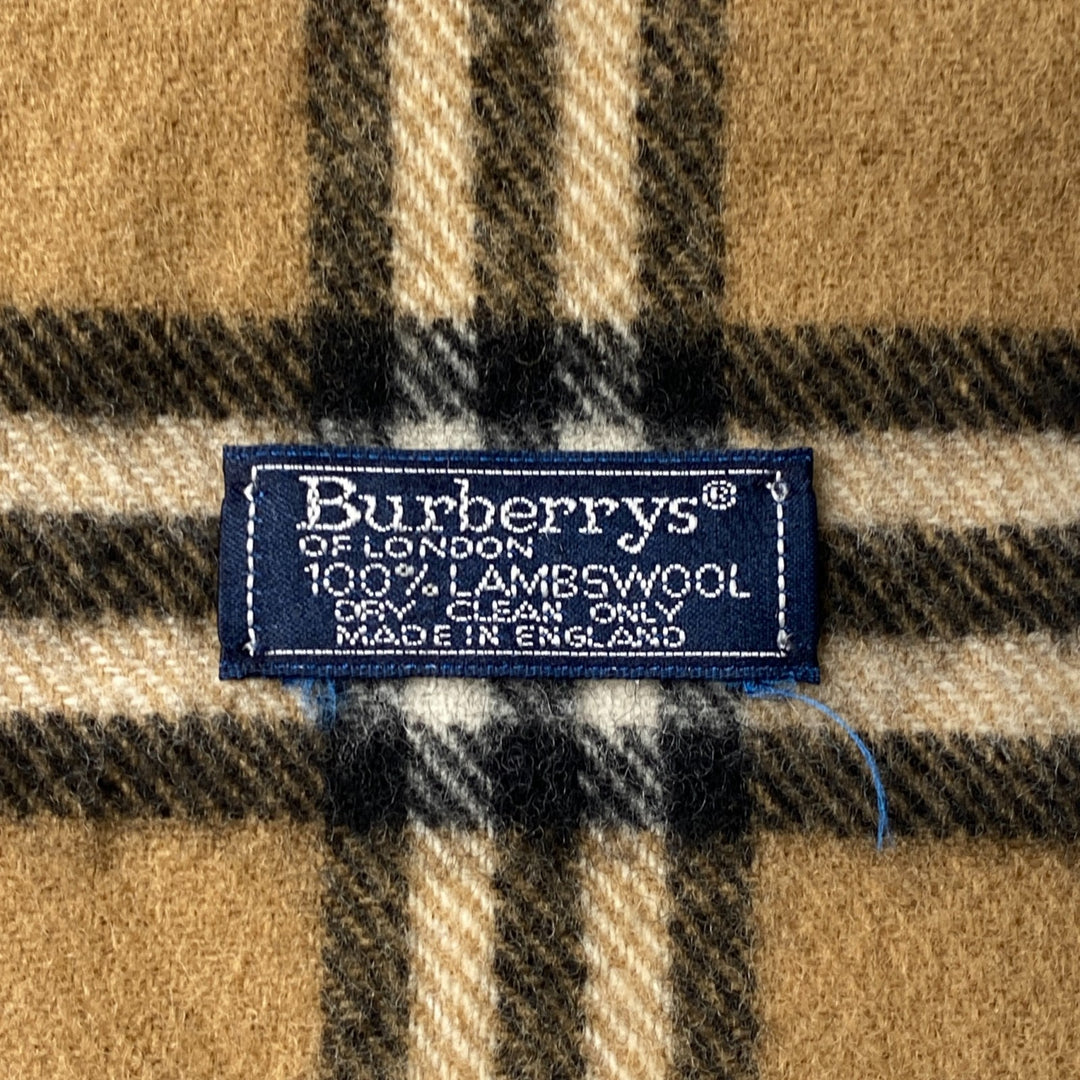 Burberrys®
OF LONDON
100% LAMBSWOOL
DRY CLEAN ONLY
MADE IN ENGLAND